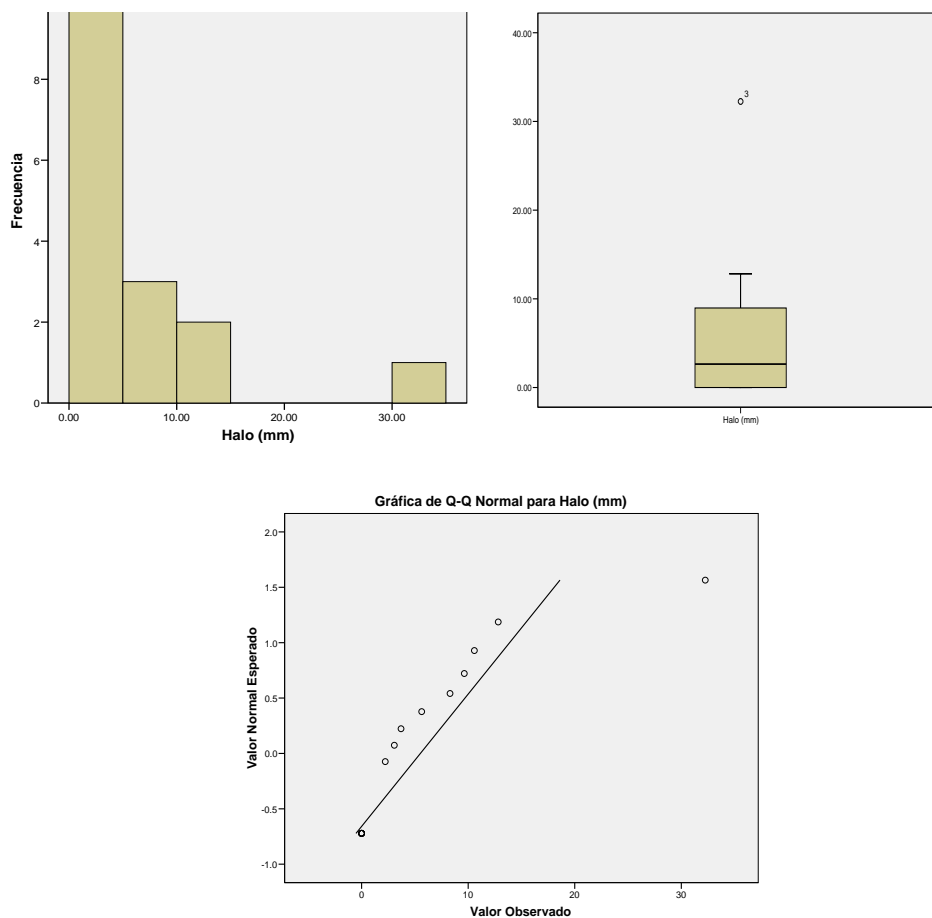 8
6
4
2
0
Frecuencia
0.00 10.00 20.00 30.00
Halo (mm)
40.00
30.00
20.00
10.00
0.00
3
Halo (mm)
Gráfica de Q-Q Normal para Halo (mm)
2.0
1.5
1.0
0.5
0.0
-0.5
-1.0
Valor Normal Esperado
0 10 20 30
Valor Observado